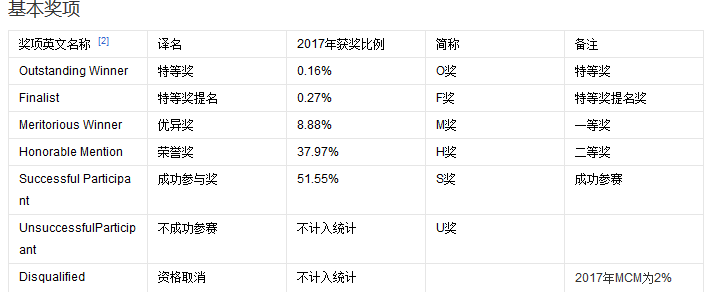 基本奖项
奖项英文名称 [2] 译名 2017年获奖比例 简称 备注
Outstanding Winner 特等奖 0.16% O奖 特等奖
Finalist 特等奖提名 0.27% F奖 特等奖提名奖
Meritorious Winner 优异奖 8.88% M奖 一等奖
Honorable Mention 荣誉奖 37.97% H奖 二等奖
Successful Participa 成功参与奖 51.55% S奖 成功参赛
nt
UnsuccessfulParticip 不成功参赛 不计入统计 U奖
ant
Disqualified 资格取消 不计入统计 2017年MCM为2%